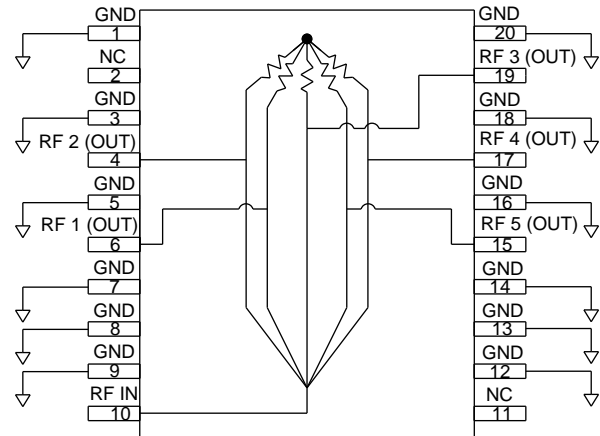 GND
1
NC
2
GND
3
RF 2 (OUT)
4
GND
5
RF 1 (OUT)
6
GND
7
GND
8
GND
9
RF IN
10
GND
20
RF 3 (OUT)
19
GND
18
RF 4 (OUT)
17
GND
16
RF 5 (OUT)
15
GND
14
GND
13
GND
12
NC
11